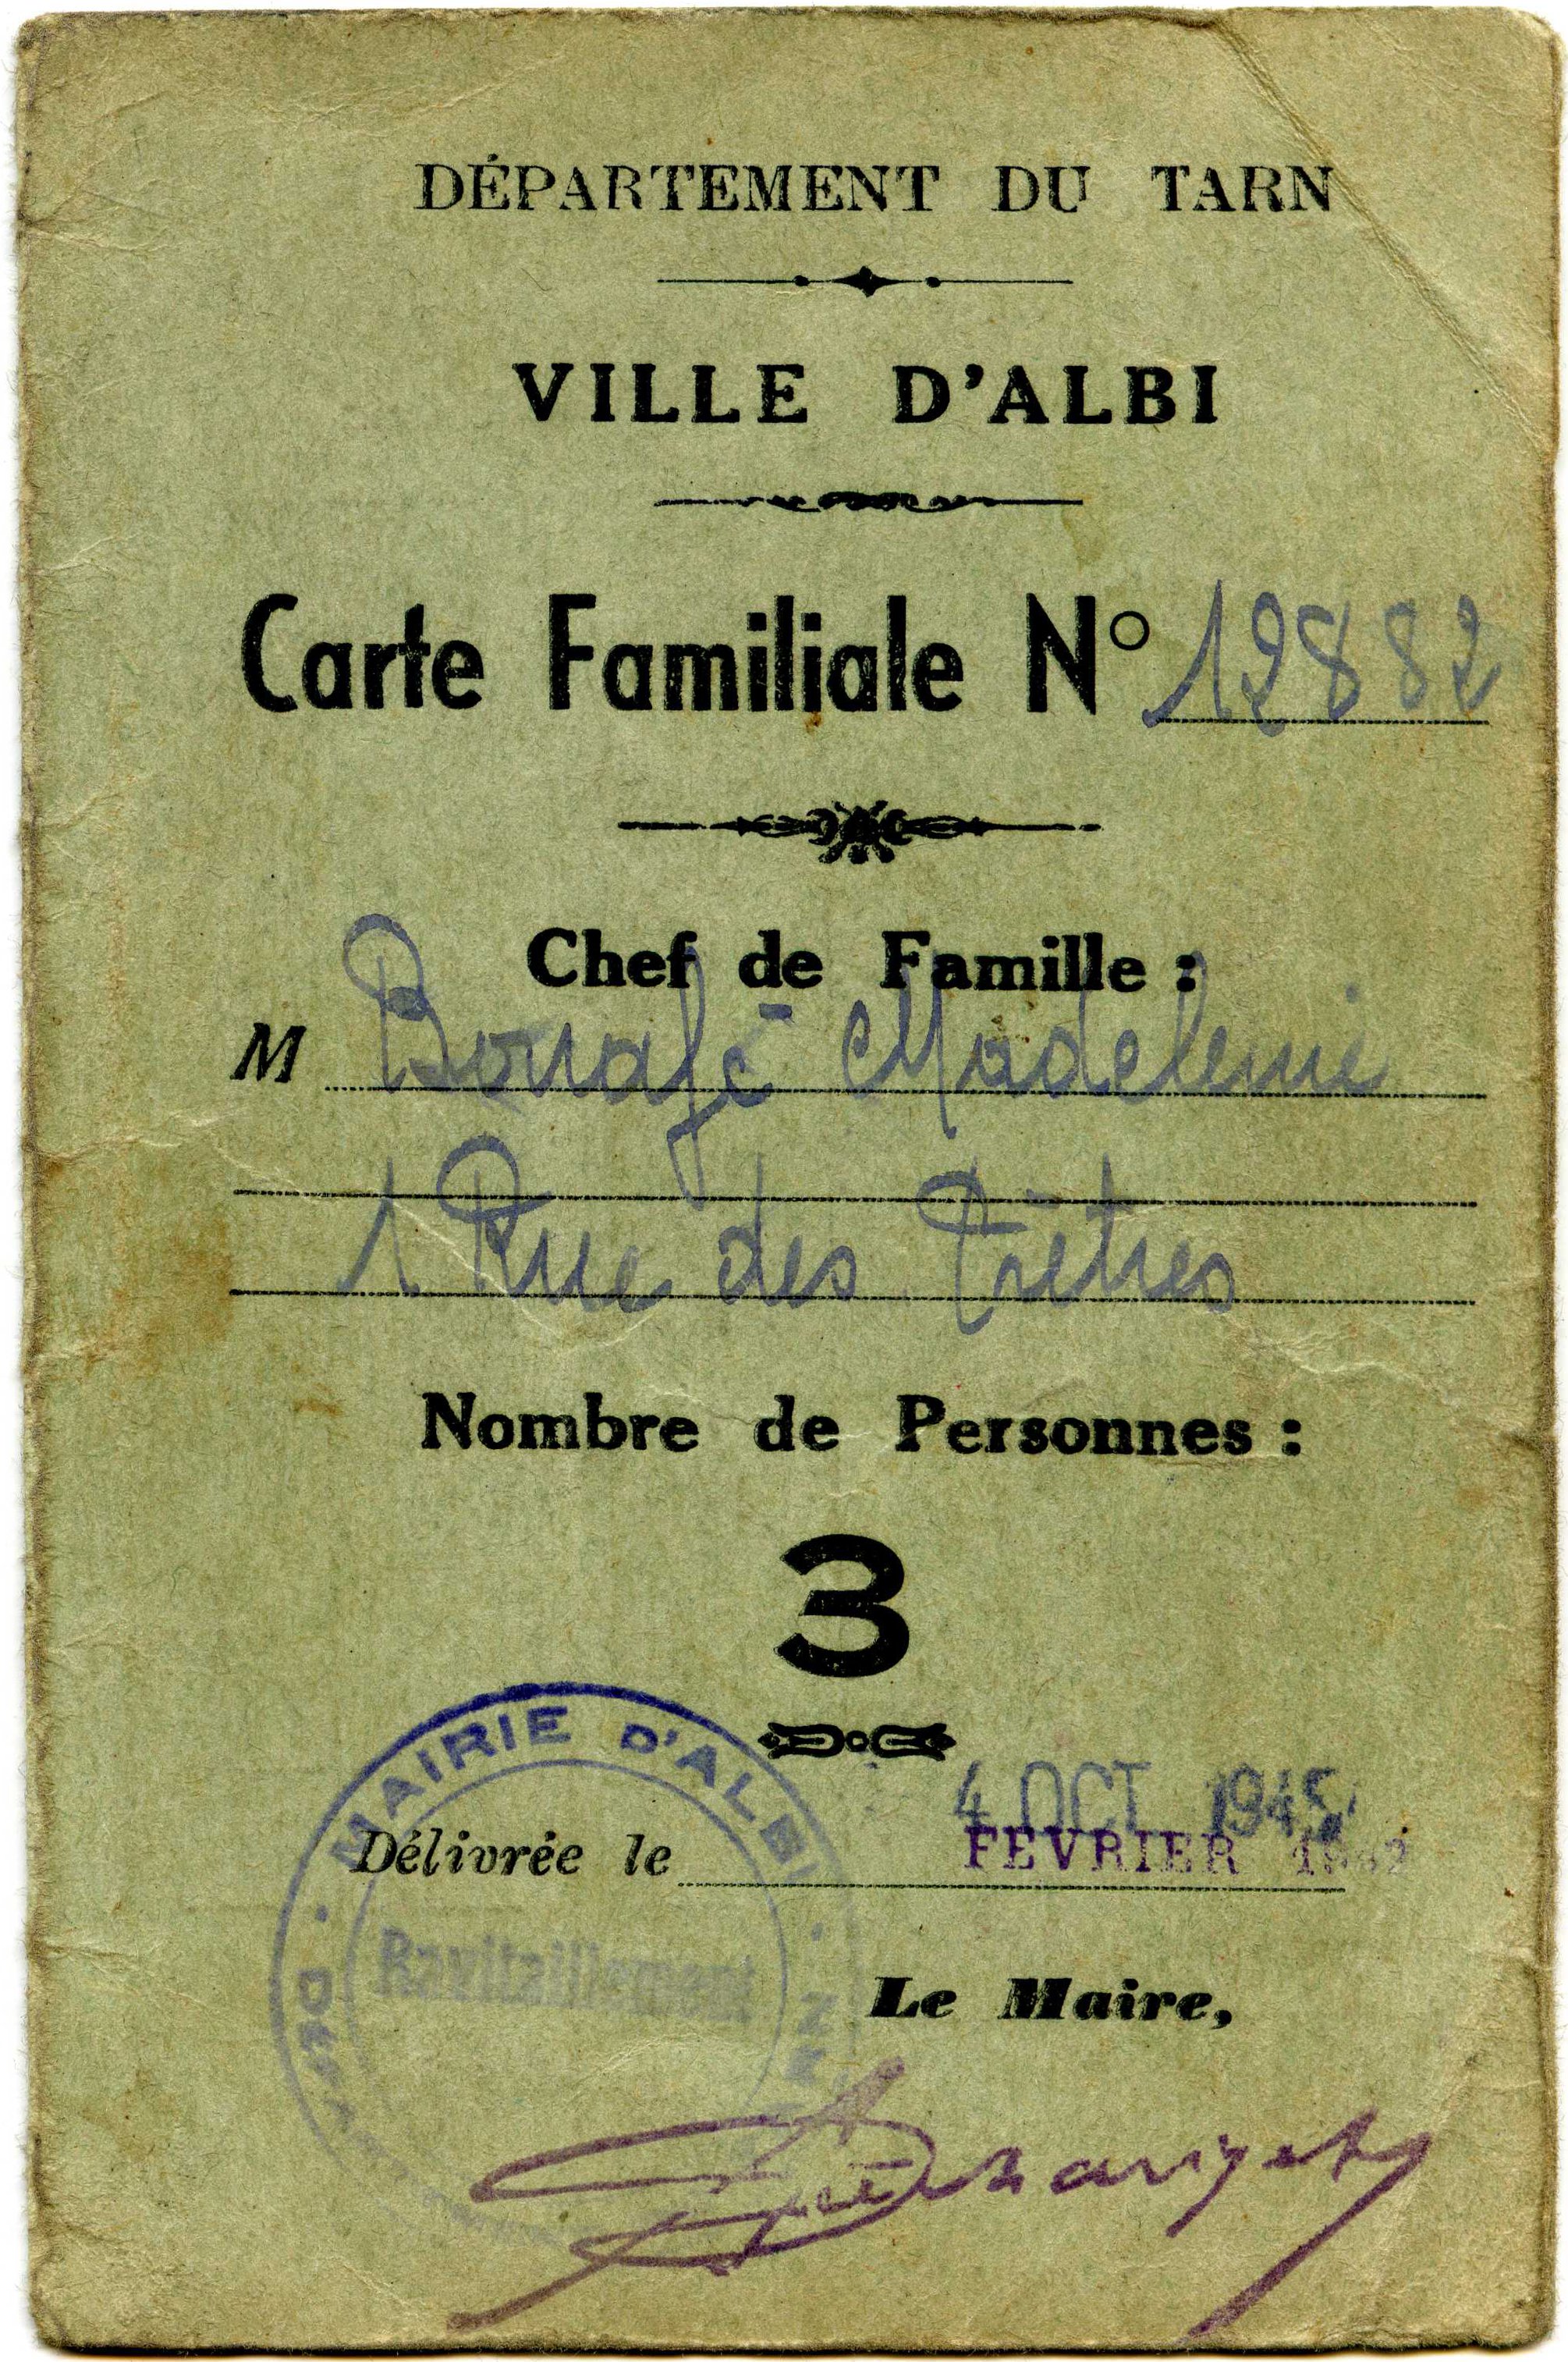 DÉPARTEMENT DU TARN
VILLE D'ALBI
Carte Familiale N° 12882
Chef de Famille :
M Bonafé Madeleine
1 Rue des
Nombre de Personnes :
3
MAIRIE D'ALBI
4 OCT 1945
Délivrée le FEVRIER
Ravitaillement
Le Maire,